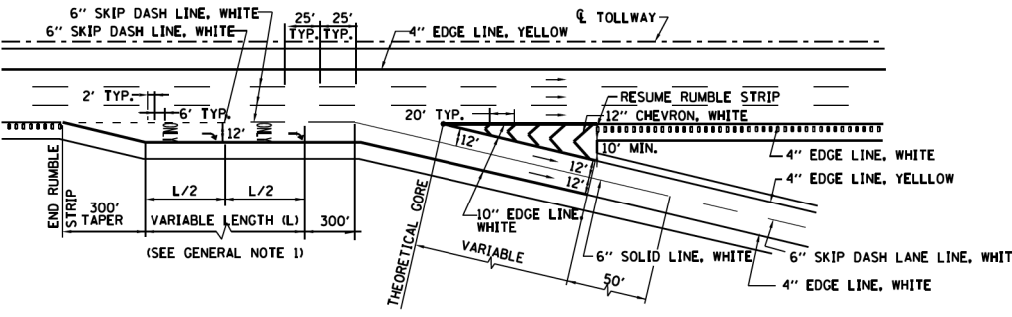 6" SKIP DASH LINE, WHITE
6" SKIP DASH LINE, WHITE
25' 25'
TYP. TYP.
4" EDGE LINE, YELLOW
℄ TOLLWAY
2' TYP.
6' TYP.
20' TYP.
RESUME RUMBLE STRIP
12" CHEVRON, WHITE
ONLY
12'
ONLY
12'
12'
12'
10' MIN.
4" EDGE LINE, WHITE
4" EDGE LINE, YELLLOW
END RUMBLE
STRIP
300'
TAPER
L/2
L/2
VARIABLE LENGTH (L)
300'
(SEE GENERAL NOTE 1)
THEORETICAL GORE
10" EDGE LINE,
WHITE
VARIABLE
50'
6" SOLID LINE, WHITE
6" SKIP DASH LANE LINE, WHIT
4" EDGE LINE, WHITE